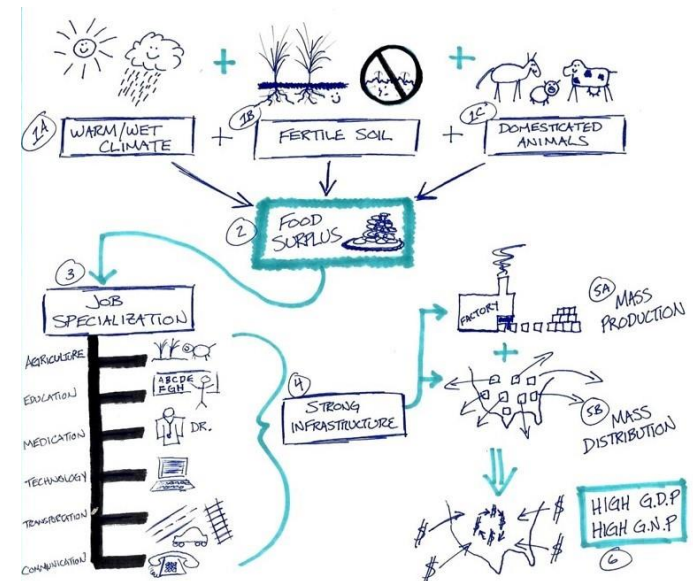 1A
WARM/WET
CLIMATE
+
1B
FERTILE SOIL
+
1C
DOMESTICATED
ANIMALS
2
FOOD
SURPLUS
3
JOB
SPECIALIZATION
AGRICULTURE
EDUCATION
ABCDE
FGH
MEDICATION
DR.
TECHNOLOGY
TRANSPORTATION
COMMUNICATION
4
STRONG
INFRASTRUCTURE
FACTORY
5A
MASS
PRODUCTION
+
5B
MASS
DISTRIBUTION
$ $ $ $
HIGH G.D.P
HIGH G.N.P
6